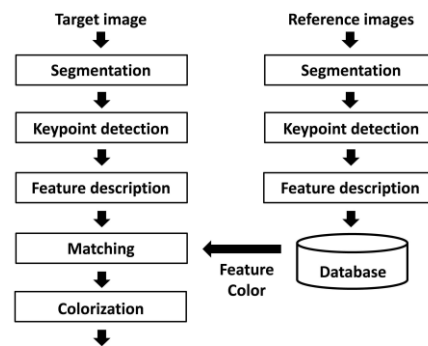 Target image
Segmentation
Keypoint detection
Feature description
Matching
Colorization
Reference images
Segmentation
Keypoint detection
Feature description
Database
Feature
Color